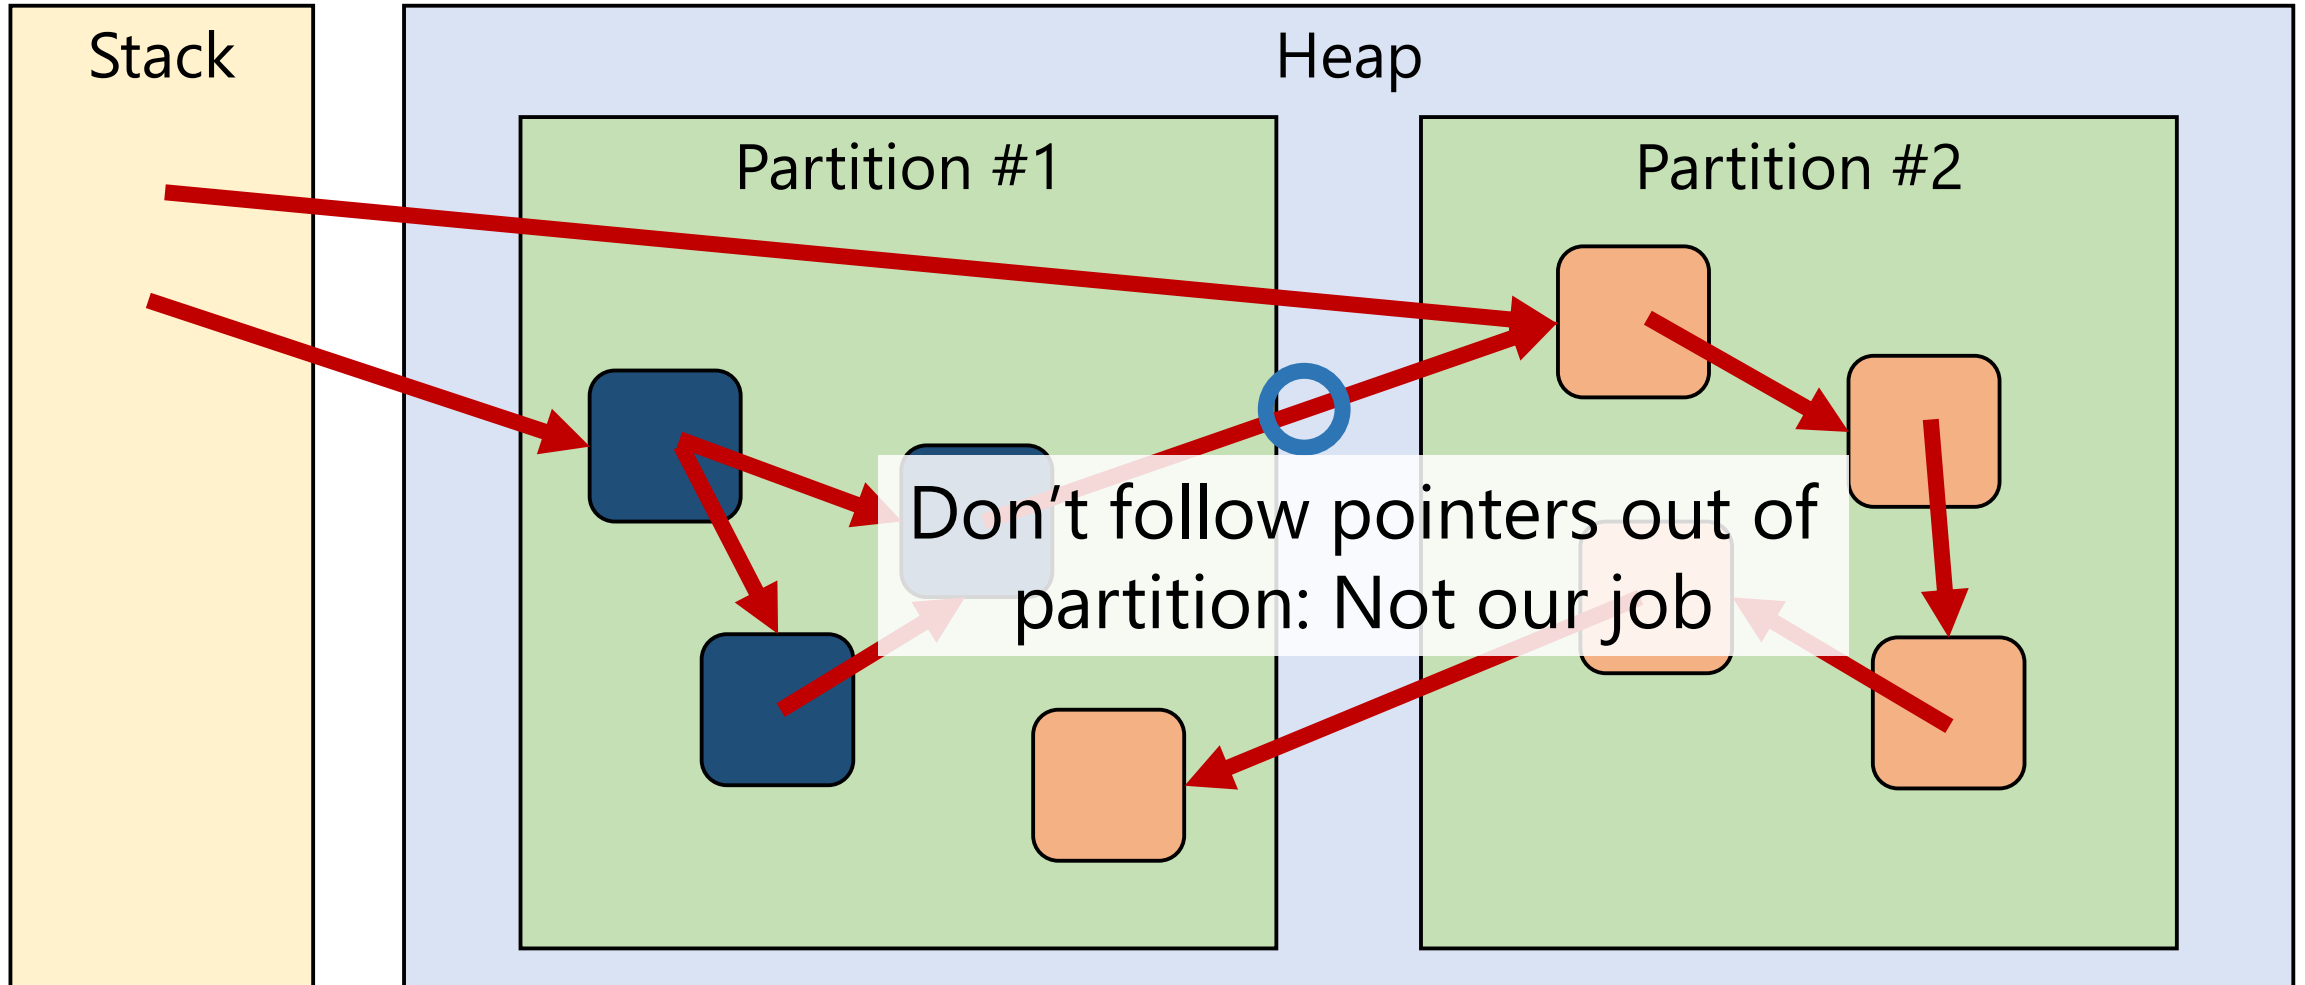 Stack
Heap
Partition #1
Partition #2
Don’t follow pointers out of
partition: Not our job